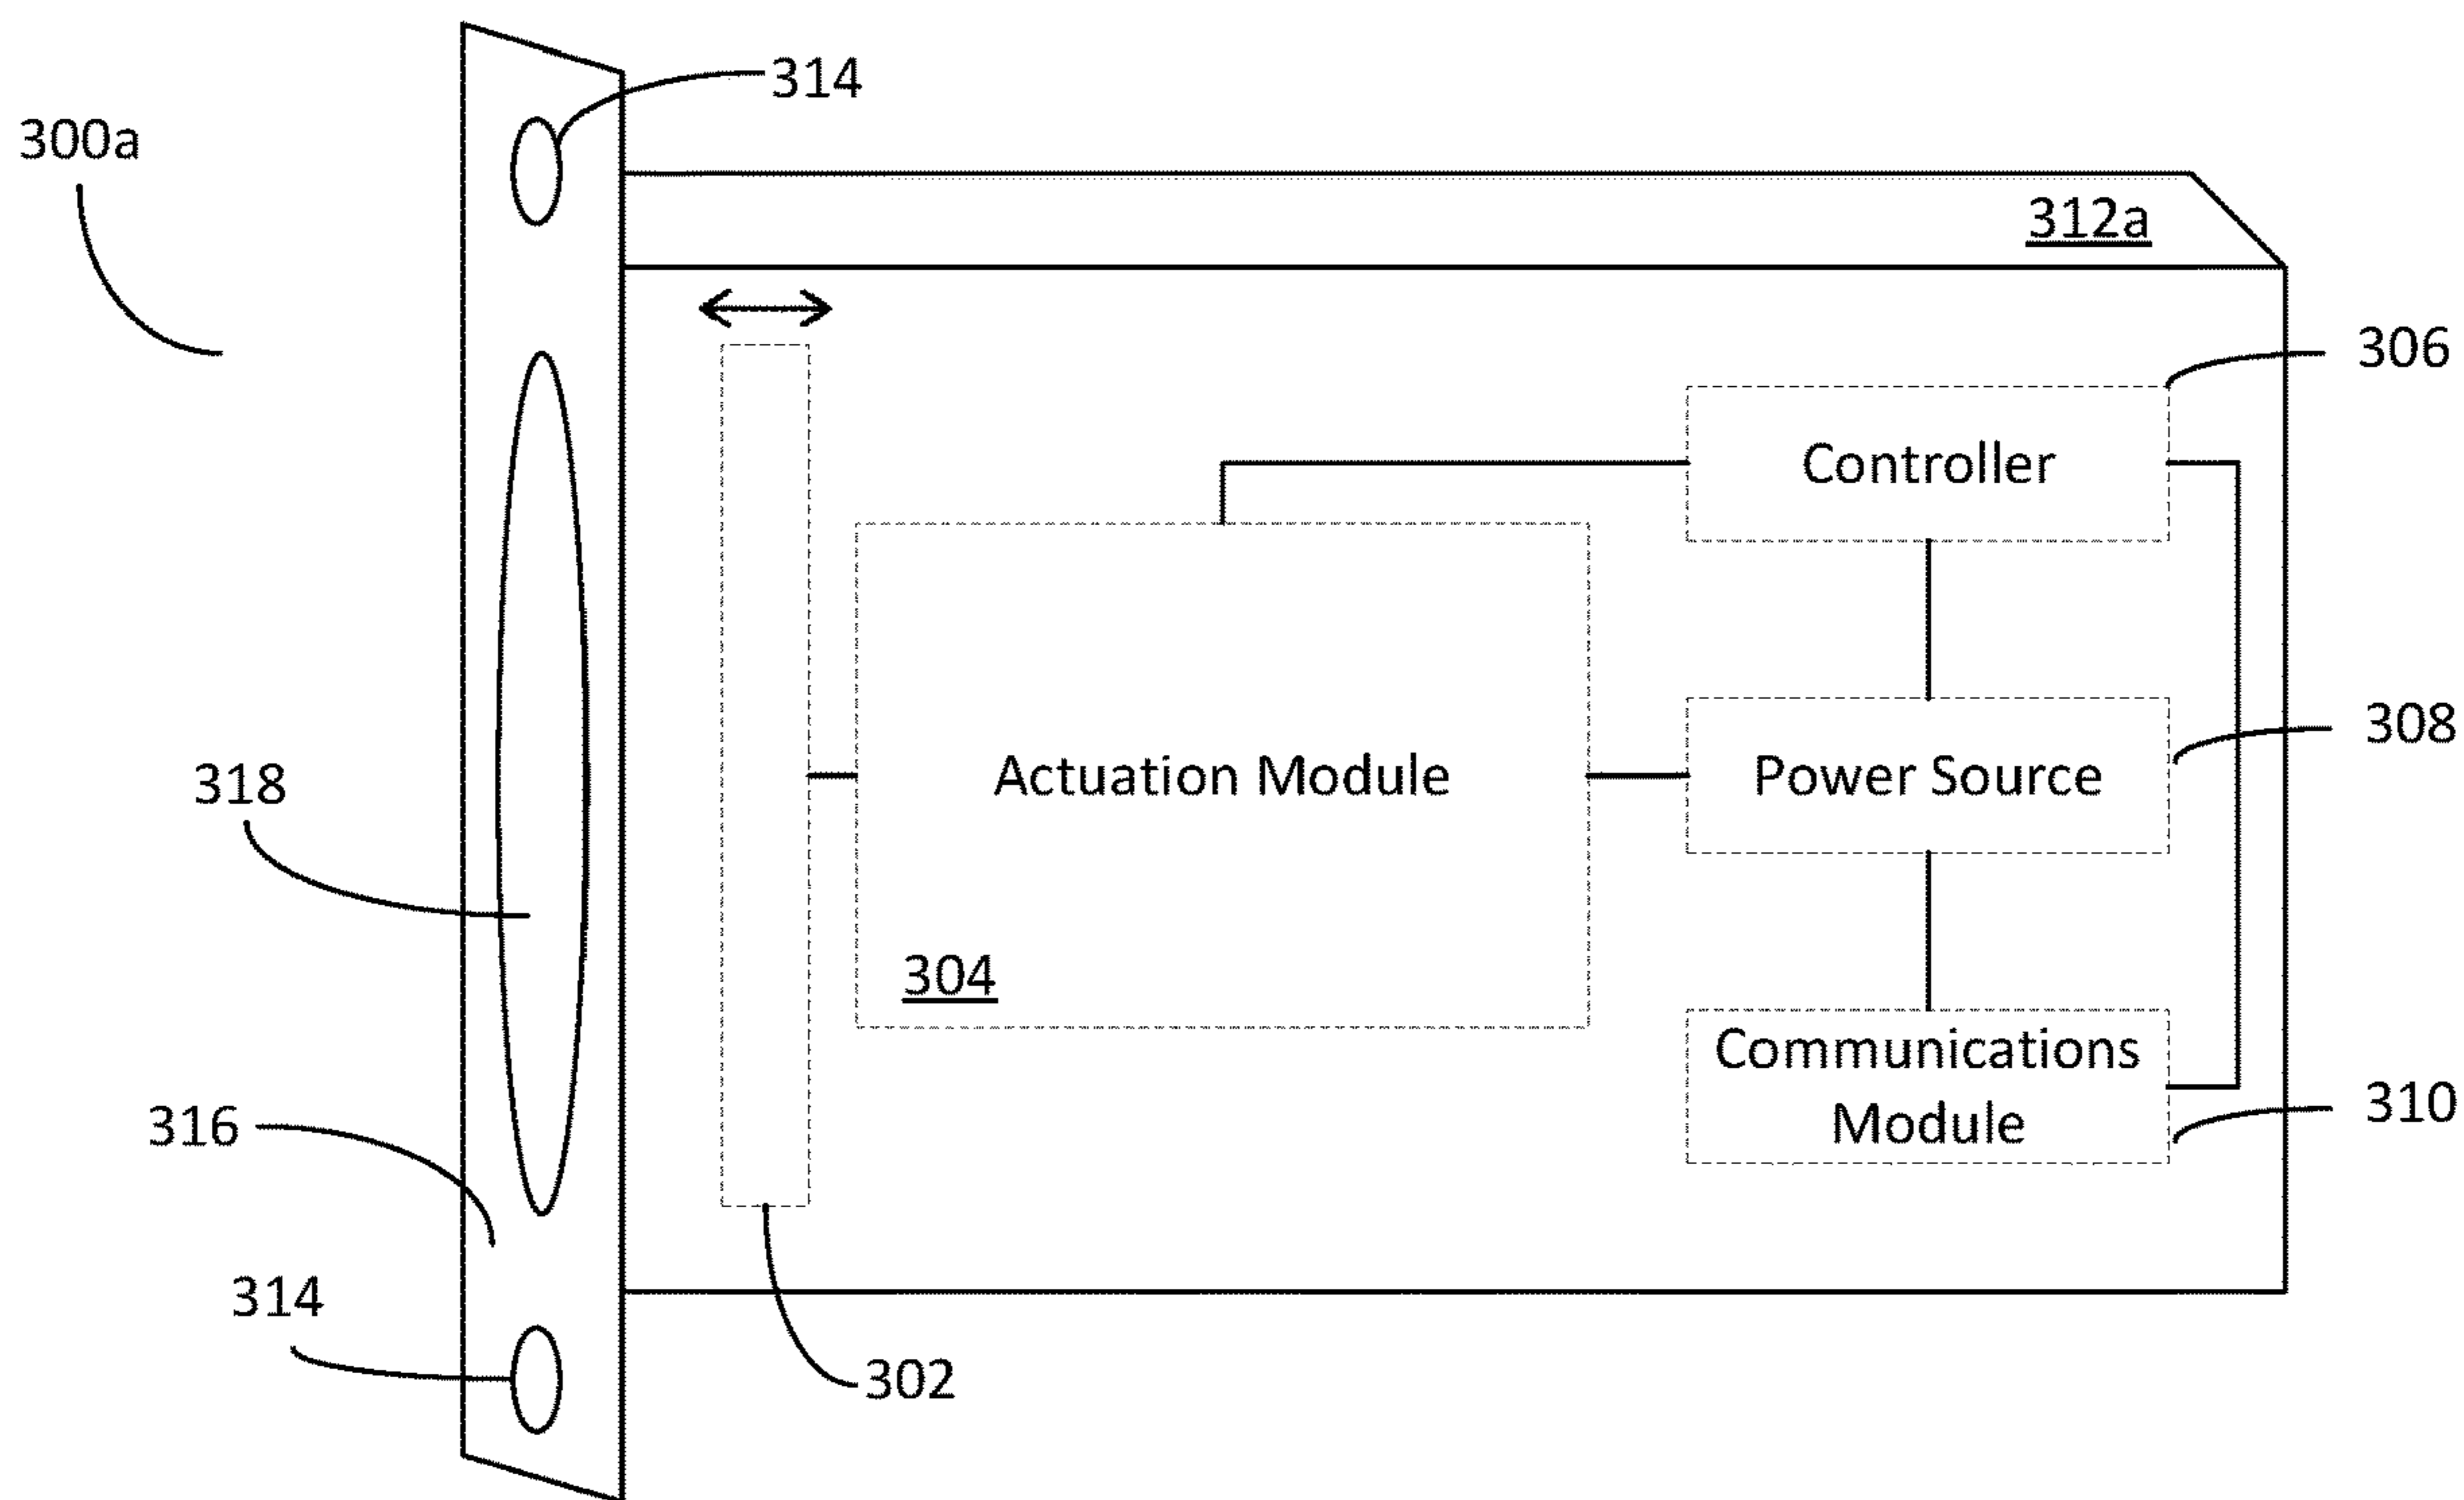 314
300a
312a
306
Controller
308
318
Actuation Module
Power Source
304
Communications
Module
310
316
314
302